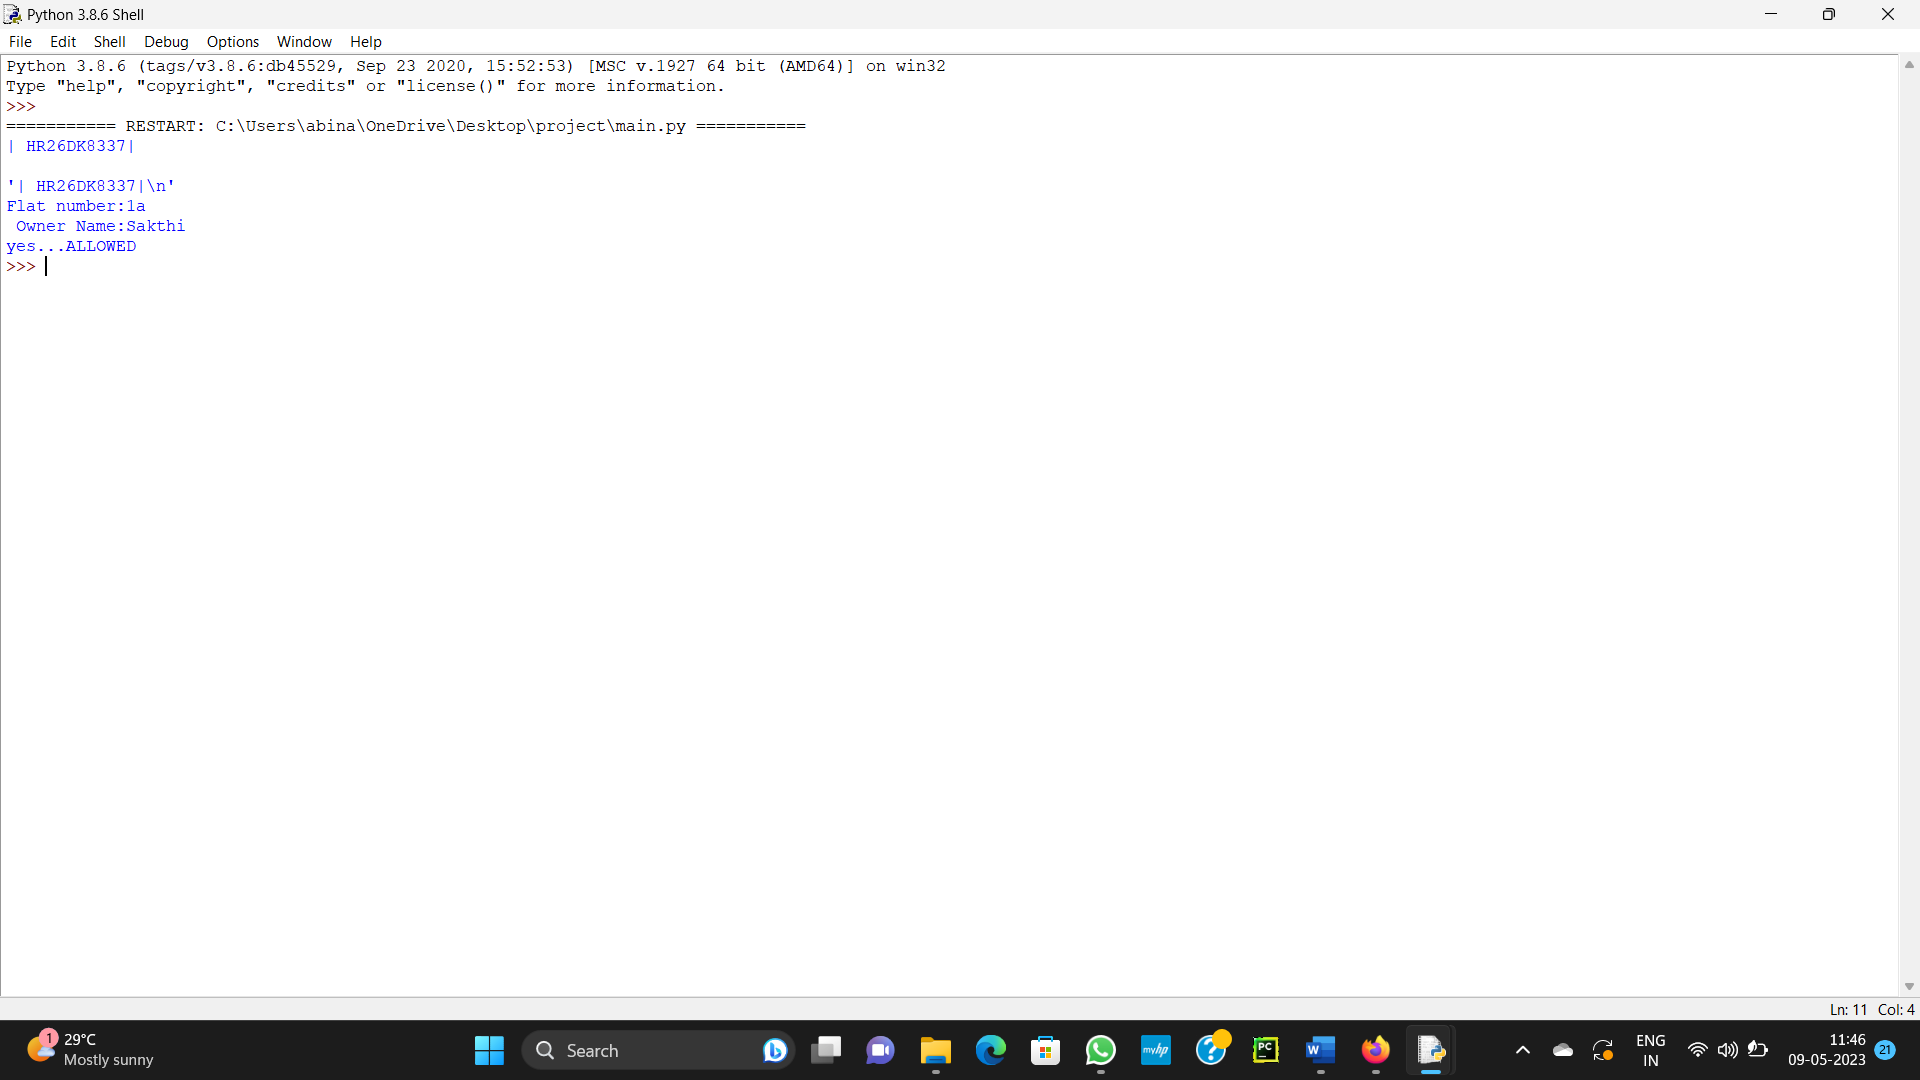 Python 3.8.6 Shell
File Edit Shell Debug Options Window Help
Python 3.8.6 (tags/v3.8.6:db45529, Sep 23 2020, 15:52:53) [MSC v.1927 64 bit (AMD64)] on win32
Type "help", "copyright", "credits" or "license()" for more information.
>>>
=========== RESTART: C:\Users\abina\OneDrive\Desktop\project\main.py ===========
| HR26DK8337|
'| HR26DK8337|\n'
Flat number:1a
Owner Name:Sakthi
yes...ALLOWED
>>>
Ln: 11 Col: 4
1
29°C
Mostly sunny
Search
myhp
PC
W
ENG
IN
11:46
09-05-2023
21